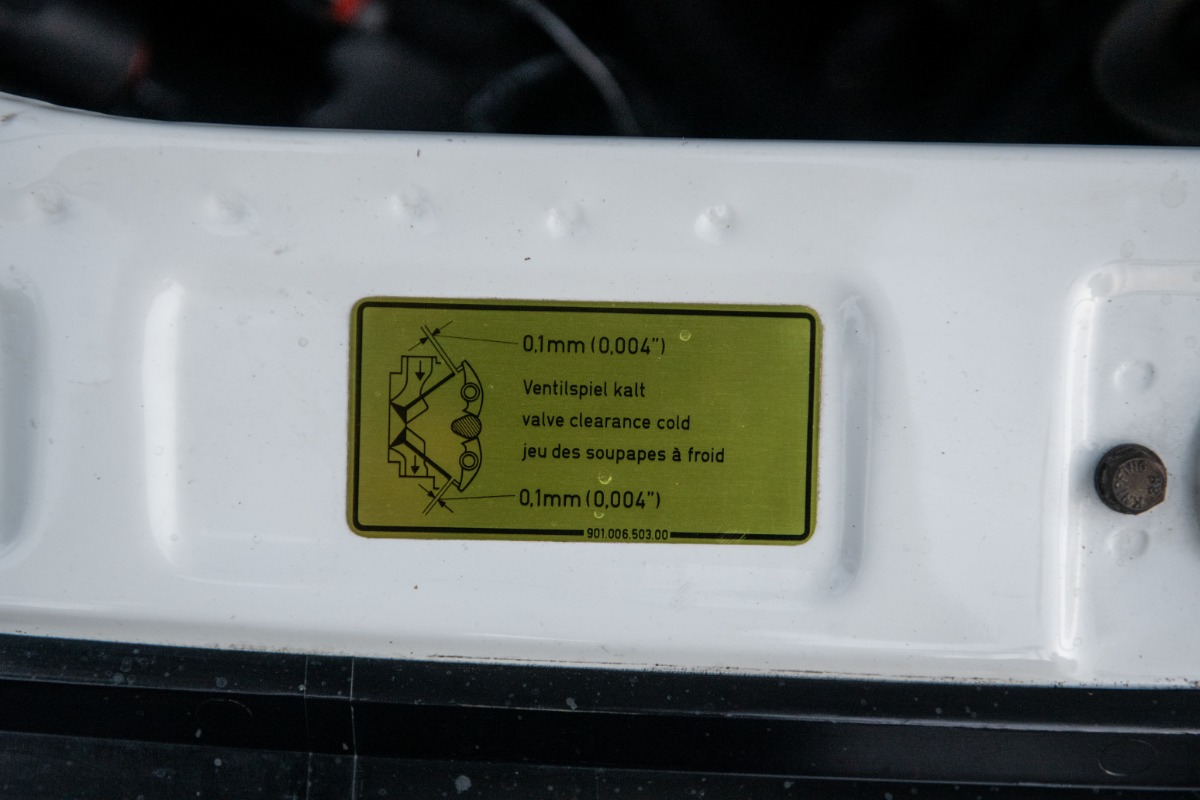 0,1mm (0,004")
Ventilspiel kalt
valve clearance cold
jeu des soupapes à froid
0,1mm (0,004")
901.006.503.00